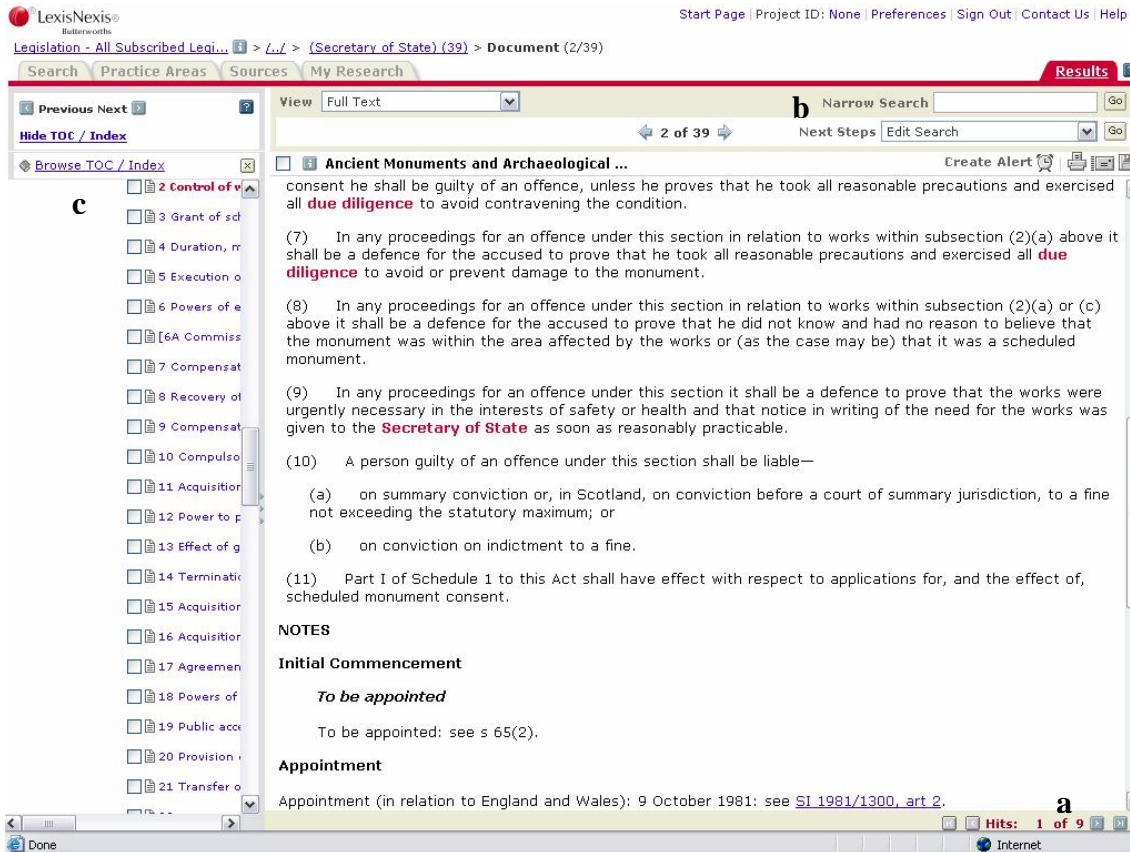 LexisNexis®
Butterworths
Start Page | Project ID: None | Preferences | Sign Out | Contact Us | Help
Legislation - All Subscribed Legi... > /../ > (Secretary of State) (39) > Document (2/39)
Search Practice Areas Sources My Research Results
Previous Next
Hide TOC / Index
View Full Text
b
Narrow Search Go
2 of 39
Next Steps Edit Search Go
Browse TOC / Index
c
2 Control of w
3 Grant of sch
4 Duration, m
5 Execution o
6 Powers of e
[6A Commiss
7 Compensat
8 Recovery of
9 Compensat
10 Compulso
11 Acquisition
12 Power to p
13 Effect of g
14 Terminatio
15 Acquisition
16 Acquisition
17 Agreemen
18 Powers of
19 Public acce
20 Provision
21 Transfer o
Ancient Monuments and Archaeological ...
Create Alert
consent he shall be guilty of an offence, unless he proves that he took all reasonable precautions and exercised
all due diligence to avoid contravening the condition.
(7) In any proceedings for an offence under this section in relation to works within subsection (2)(a) above it
shall be a defence for the accused to prove that he took all reasonable precautions and exercised all due
diligence to avoid or prevent damage to the monument.
(8) In any proceedings for an offence under this section in relation to works within subsection (2)(a) or (c)
above it shall be a defence for the accused to prove that he did not know and had no reason to believe that
the monument was within the area affected by the works or (as the case may be) that it was a scheduled
monument.
(9) In any proceedings for an offence under this section it shall be a defence to prove that the works were
urgently necessary in the interests of safety or health and that notice in writing of the need for the works was
given to the Secretary of State as soon as reasonably practicable.
(10) A person guilty of an offence under this section shall be liable—
(a) on summary conviction or, in Scotland, on conviction before a court of summary jurisdiction, to a fine
not exceeding the statutory maximum; or
(b) on conviction on indictment to a fine.
(11) Part I of Schedule 1 to this Act shall have effect with respect to applications for, and the effect of,
scheduled monument consent.
NOTES
Initial Commencement
To be appointed
To be appointed: see s 65(2).
Appointment
Appointment (in relation to England and Wales): 9 October 1981: see SI 1981/1300, art 2.
a
Hits: 1 of 9
Done
Internet